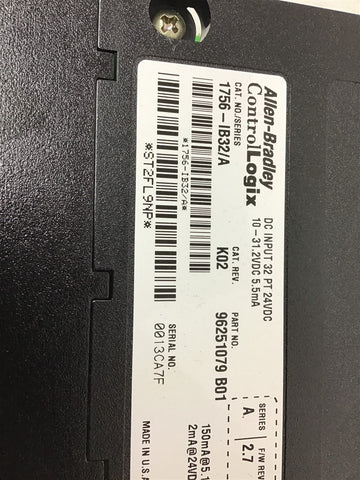 Allen-Bradley
ControlLogix
DC INPUT 32 PT 24VDC
10-31.2VDC 5.5mA
CAT. NO./SERIES
1756-IB32/A
CAT. REV.
K02
PART NO.
96251079 B01
SERIES
A
F/W REV
2.7
*1756-IB32/A*
*ST2FL9NP*
SERIAL NO.
0013CA7F
150mA@5.1
2mA@24VD
MADE IN U.S.